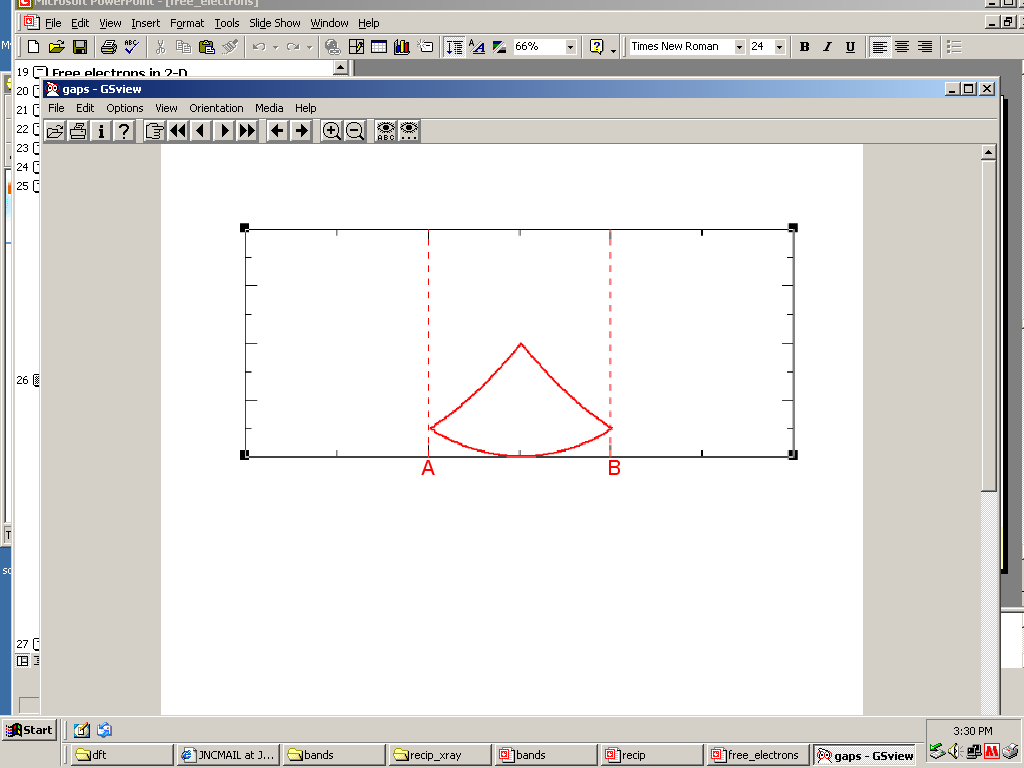 Microsoft PowerPoint - [free_electrons]
File Edit View Insert Format Tools Slide Show Window Help
66% Times New Roman 24 B I U
19 Free electrons in 2-D
20
21
22
23
24
25
26
27
gaps - GSview
File Edit Options View Orientation Media Help
i ? ABC
A B
Start
3:30 PM
dft JNCMAIL at J... bands recip_xray bands recip free_electrons gaps - GSview